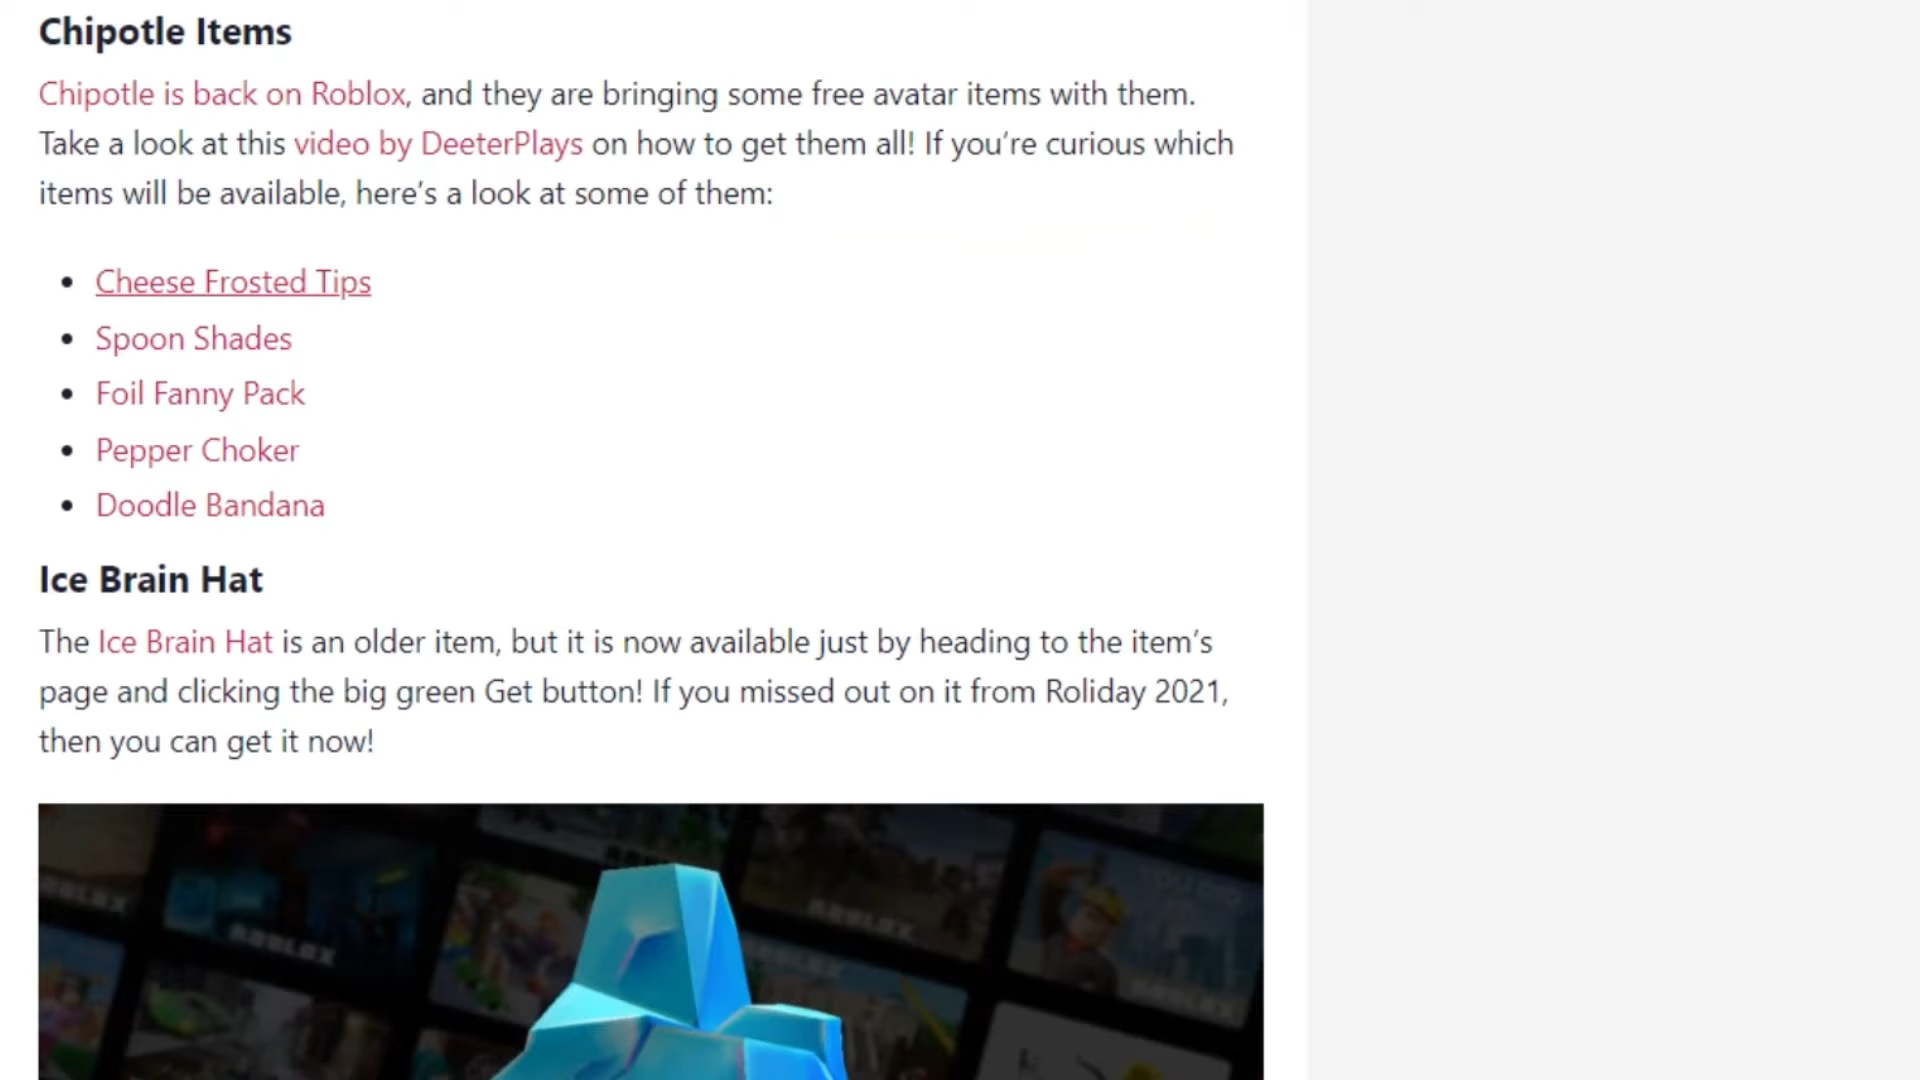 Chipotle Items
Chipotle is back on Roblox, and they are bringing some free avatar items with them.
Take a look at this video by DeeterPlays on how to get them all! If you’re curious which
items will be available, here’s a look at some of them:
Cheese Frosted Tips
Spoon Shades
Foil Fanny Pack
Pepper Choker
Doodle Bandana
Ice Brain Hat
The Ice Brain Hat is an older item, but it is now available just by heading to the item’s
page and clicking the big green Get button! If you missed out on it from Roliday 2021,
then you can get it now!
ROBLOX
ROBLOX